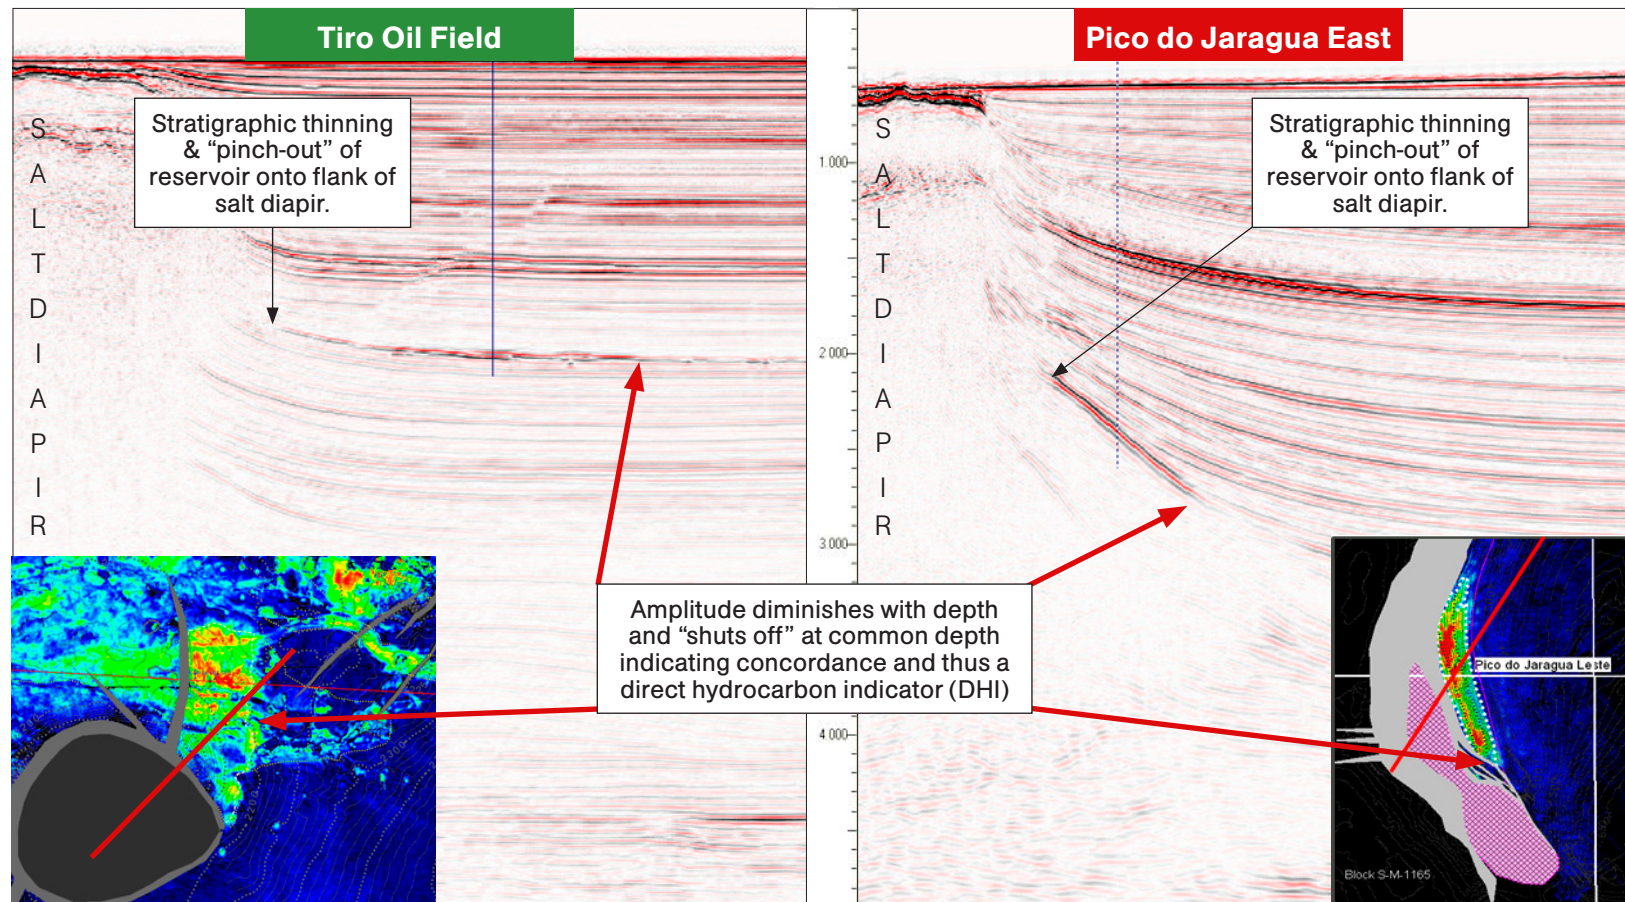 Tiro Oil Field
Pico do Jaragua East
Stratigraphic thinning
& “pinch-out” of
reservoir onto flank of
salt diapir.
Stratigraphic thinning
& “pinch-out” of
reservoir onto flank of
salt diapir.
S
A
L
T
D
I
A
P
I
R
1.000
2 000
3.000
4.000
S
A
L
T
D
I
A
P
I
R
Amplitude diminishes with depth
and “shuts off” at common depth
indicating concordance and thus a
direct hydrocarbon indicator (DHI)
2200
Pico do Jaragua Leste
Block S-M-1165